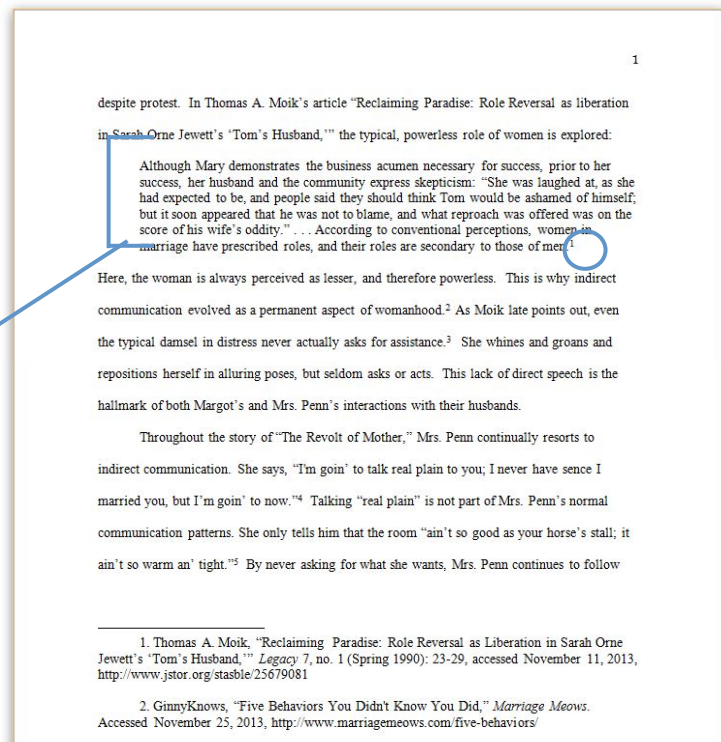 1
despite protest. In Thomas A. Moik’s article “Reclaiming Paradise: Role Reversal as liberation
in Sarah Orne Jewett’s ‘Tom’s Husband,’” the typical, powerless role of women is explored:
Although Mary demonstrates the business acumen necessary for success, prior to her
success, her husband and the community express skepticism: “She was laughed at, as she
had expected to be, and people said they should think Tom would be ashamed of himself;
but it soon appeared that he was not to blame, and what reproach was offered was on the
score of his wife’s oddity.” . . . According to conventional perceptions, women in
marriage have prescribed roles, and their roles are secondary to those of men.¹
Here, the woman is always perceived as lesser, and therefore powerless. This is why indirect
communication evolved as a permanent aspect of womanhood.² As Moik late points out, even
the typical damsel in distress never actually asks for assistance.³ She whines and groans and
repositions herself in alluring poses, but seldom asks or acts. This lack of direct speech is the
hallmark of both Margot’s and Mrs. Penn’s interactions with their husbands.
Throughout the story of “The Revolt of Mother,” Mrs. Penn continually resorts to
indirect communication. She says, “I'm goin’ to talk real plain to you; I never have sence I
married you, but I’m goin’ to now.”⁴ Talking “real plain” is not part of Mrs. Penn’s normal
communication patterns. She only tells him that the room “ain’t so good as your horse’s stall; it
ain’t so warm an’ tight.”⁵ By never asking for what she wants, Mrs. Penn continues to follow
1. Thomas A. Moik, “Reclaiming Paradise: Role Reversal as Liberation in Sarah Orne
Jewett’s ‘Tom’s Husband,’” Legacy 7, no. 1 (Spring 1990): 23-29, accessed November 11, 2013,
http://www.jstor.org/stasble/25679081
2. GinnyKnows, “Five Behaviors You Didn't Know You Did,” Marriage Meows.
Accessed November 25, 2013, http://www.marriagemeows.com/five-behaviors/